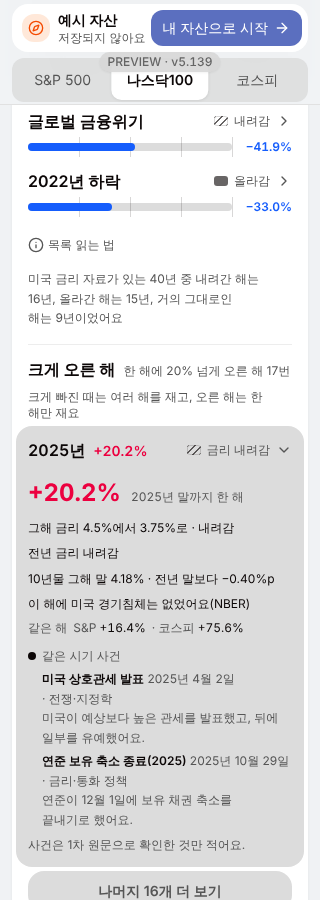 예시 자산
저장되지 않아요
내 자산으로 시작 →
PREVIEW · v5.139
S&P 500
나스닥100
코스피
글로벌 금융위기
내려감
−41.9%
2022년 하락
올라감
−33.0%
목록 읽는 법
미국 금리 자료가 있는 40년 중 내려간 해는
16년, 올라간 해는 15년, 거의 그대로인
해는 9년이었어요
크게 오른 해 한 해에 20% 넘게 오른 해 17번
크게 빠진 때는 여러 해를 재고, 오른 해는 한
해만 재요
2025년 +20.2%
금리 내려감
+20.2% 2025년 말까지 한 해
그해 금리 4.5%에서 3.75%로 · 내려감
전년 금리 내려감
10년물 그해 말 4.18% · 전년 말보다 −0.40%p
이 해에 미국 경기침체는 없었어요(NBER)
같은 해 S&P +16.4% · 코스피 +75.6%
같은 시기 사건
미국 상호관세 발표 2025년 4월 2일
· 전쟁·지정학
미국이 예상보다 높은 관세를 발표했고, 뒤에
일부를 유예했어요.
연준 보유 축소 종료(2025) 2025년 10월 29일
· 금리·통화 정책
연준이 12월 1일에 보유 채권 축소를
끝내기로 했어요.
사건은 1차 원문으로 확인한 것만 적어요.
나머지 16개 더 보기